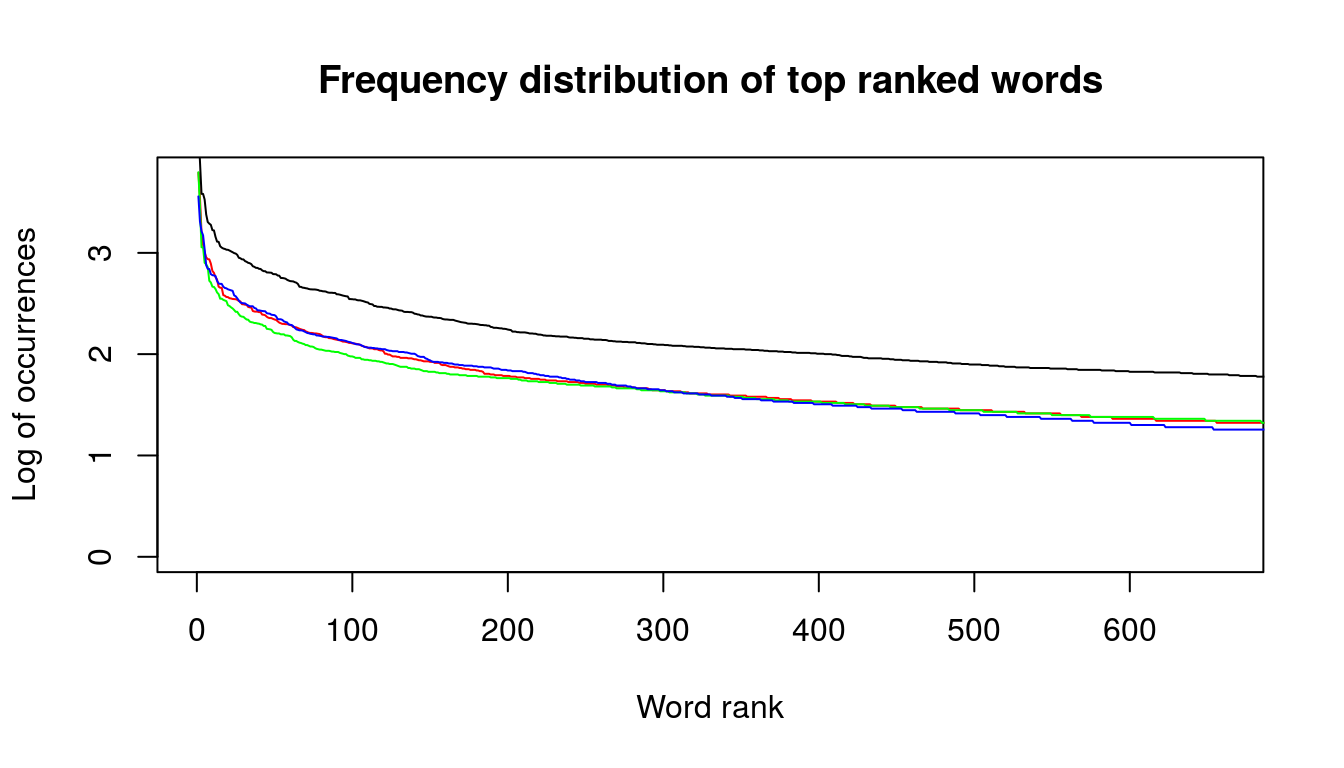 Frequency distribution of top ranked words
Log of occurrences
3
2
1
0
0 100 200 300 400 500 600
Word rank